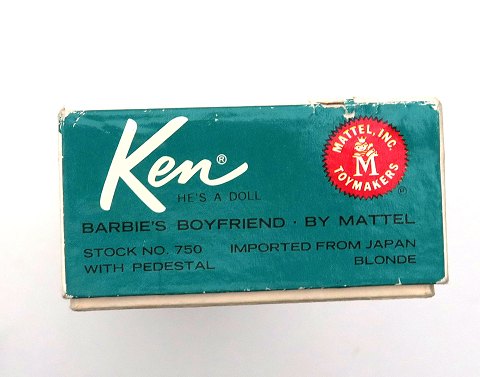 Ken®
HE'S A DOLL
MATTEL, INC.
M
TOYMAKERS
®
BARBIE'S BOYFRIEND · BY MATTEL
STOCK NO. 750 IMPORTED FROM JAPAN
WITH PEDESTAL BLONDE